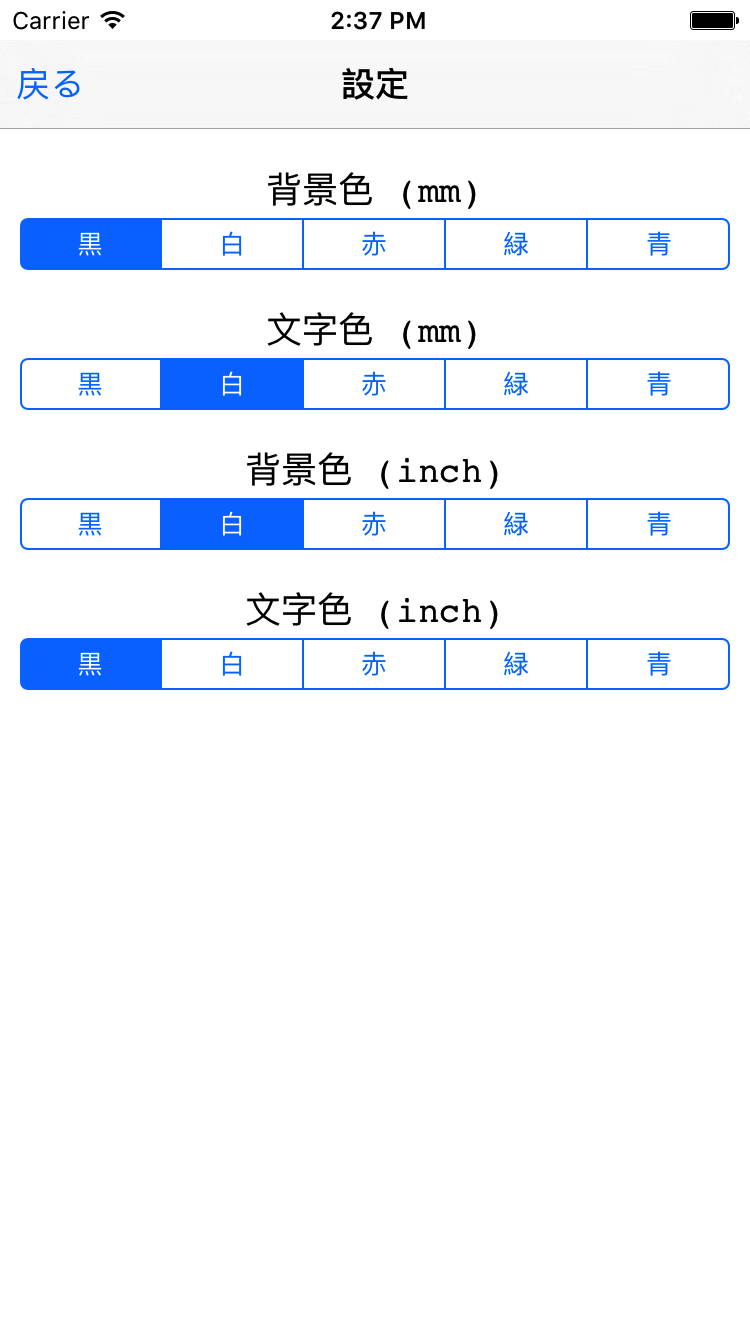 Carrier 2:37 PM
戻る 設定
背景色 (mm)
黒 白 赤 緑 青
文字色 (mm)
黒 白 赤 緑 青
背景色 (inch)
黒 白 赤 緑 青
文字色 (inch)
黒 白 赤 緑 青